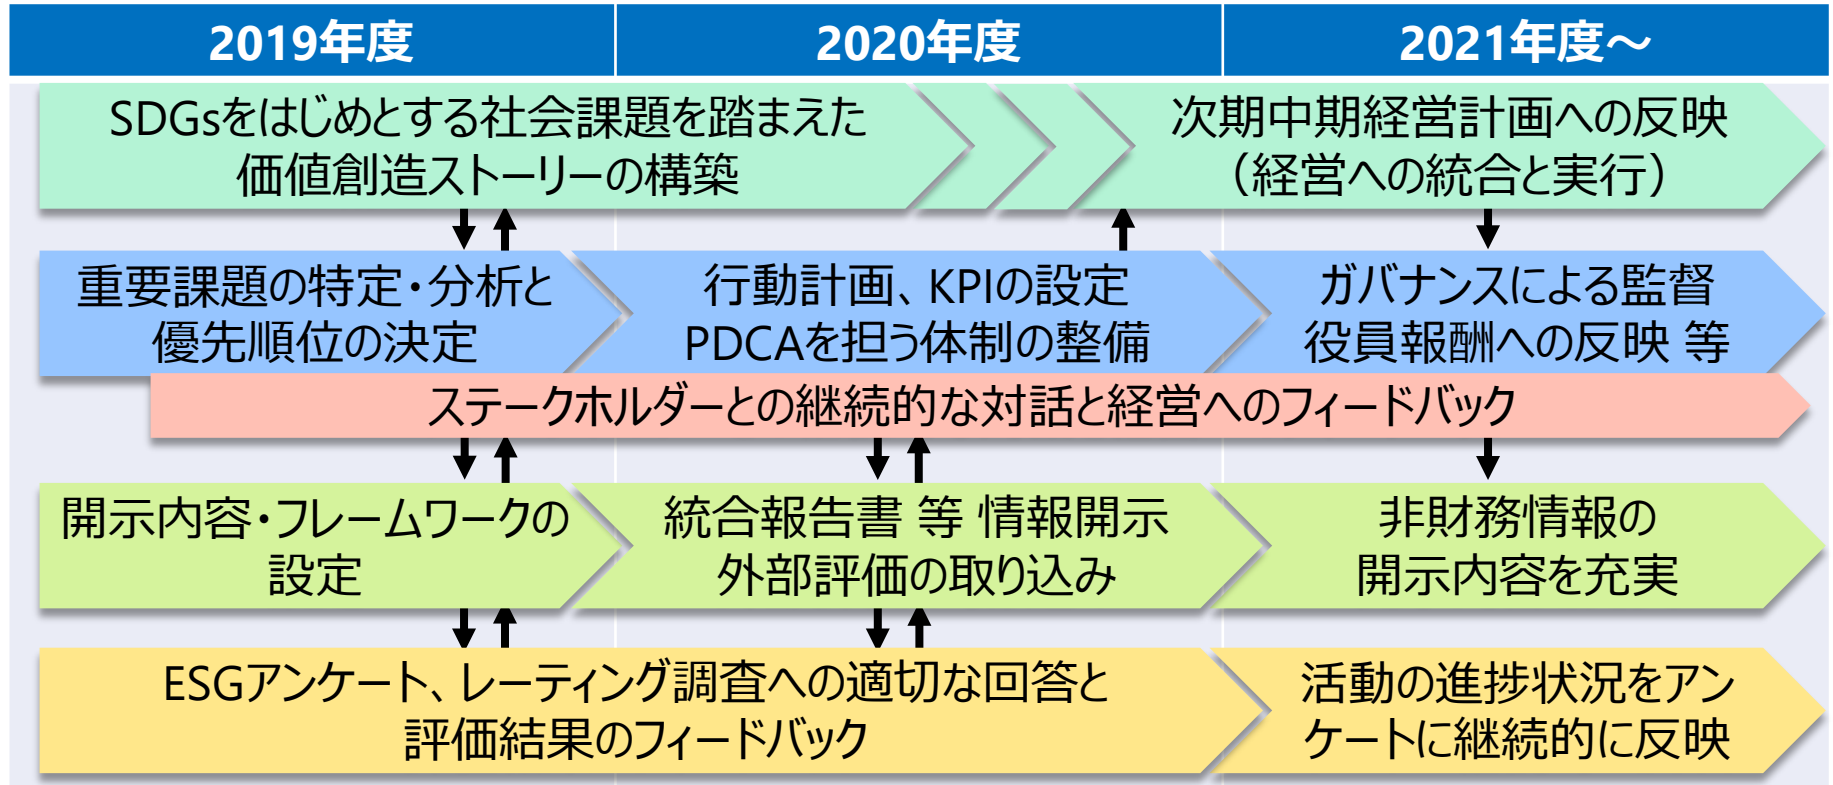 2019年度
2020年度
2021年度～
SDGsをはじめとする社会課題を踏まえた
価値創造ストーリーの構築
次期中期経営計画への反映
（経営への統合と実行）
重要課題の特定・分析と
優先順位の決定
行動計画、KPIの設定
PDCAを担う体制の整備
ガバナンスによる監督
役員報酬への反映 等
ステークホルダーとの継続的な対話と経営へのフィードバック
開示内容・フレームワークの
設定
統合報告書 等 情報開示
外部評価の取り込み
非財務情報の
開示内容を充実
ESGアンケート、レーティング調査への適切な回答と
評価結果のフィードバック
活動の進捗状況をアン
ケートに継続的に反映